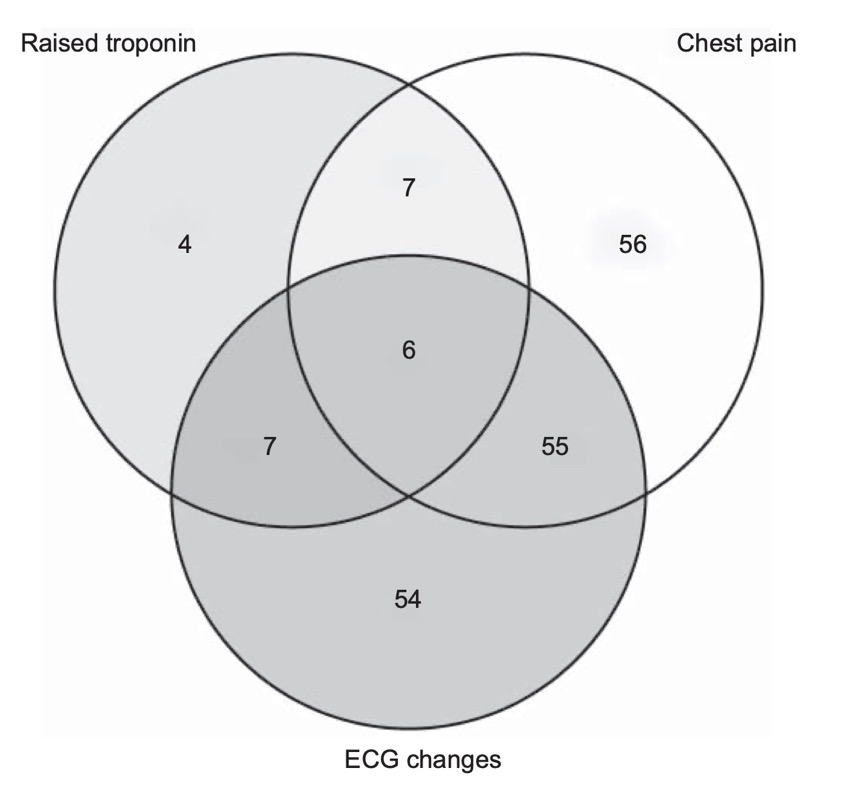 Raised troponin
Chest pain
7
4
56
6
7
55
54
ECG changes